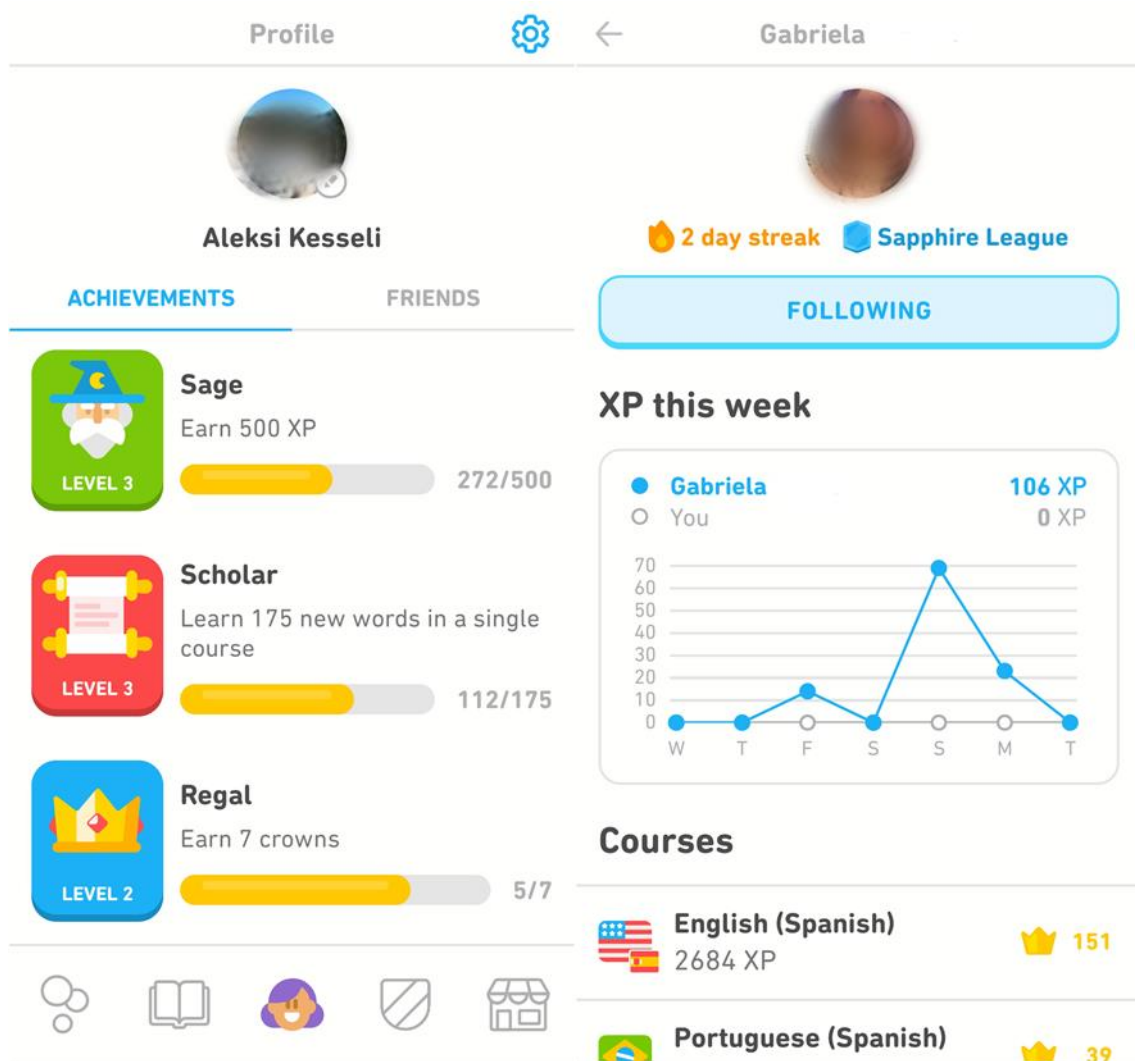 Profile
Aleksi Kesseli
ACHIEVEMENTS FRIENDS
LEVEL 3
Sage
Earn 500 XP
272/500
LEVEL 3
Scholar
Learn 175 new words in a single
course
112/175
LEVEL 2
Regal
Earn 7 crowns
5/7
Gabriela
2 day streak Sapphire League
FOLLOWING
XP this week
Gabriela 106 XP
You 0 XP
70
60
50
40
30
20
10
0
W T F S S M T
Courses
English (Spanish)
2684 XP
151
Portuguese (Spanish)
39